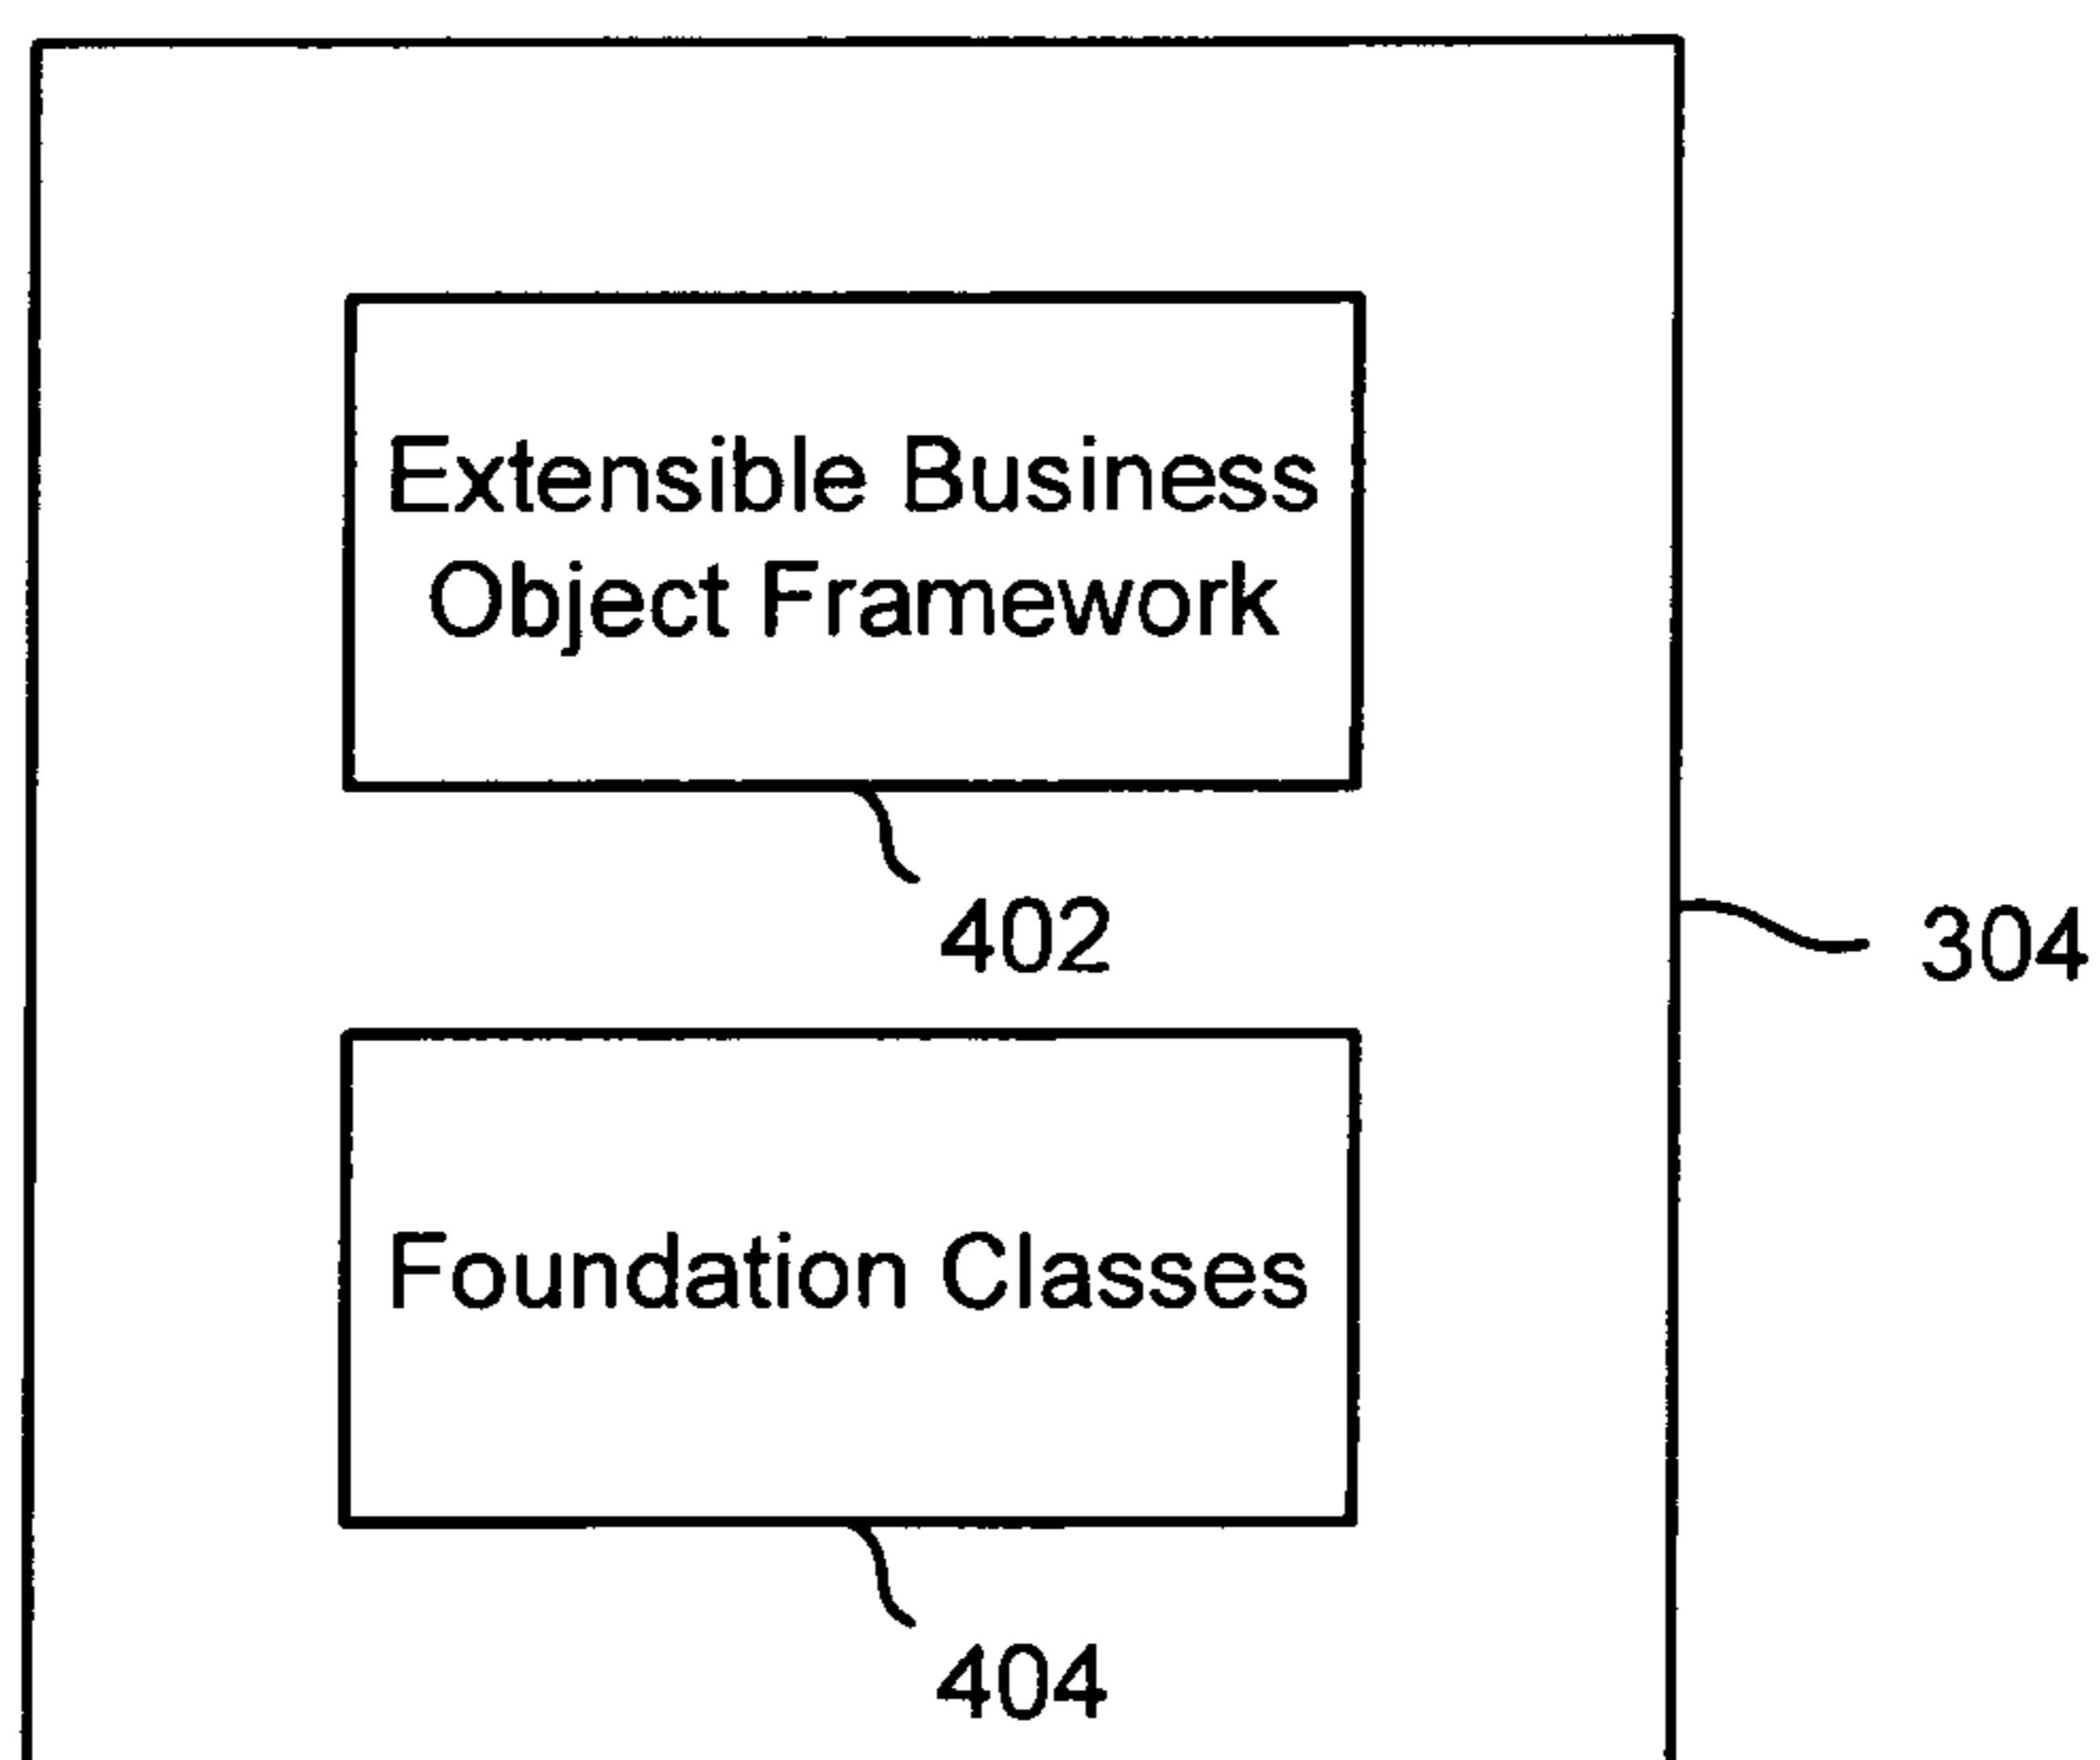 Extensible Business
Object Framework
402
304
Foundation Classes
404